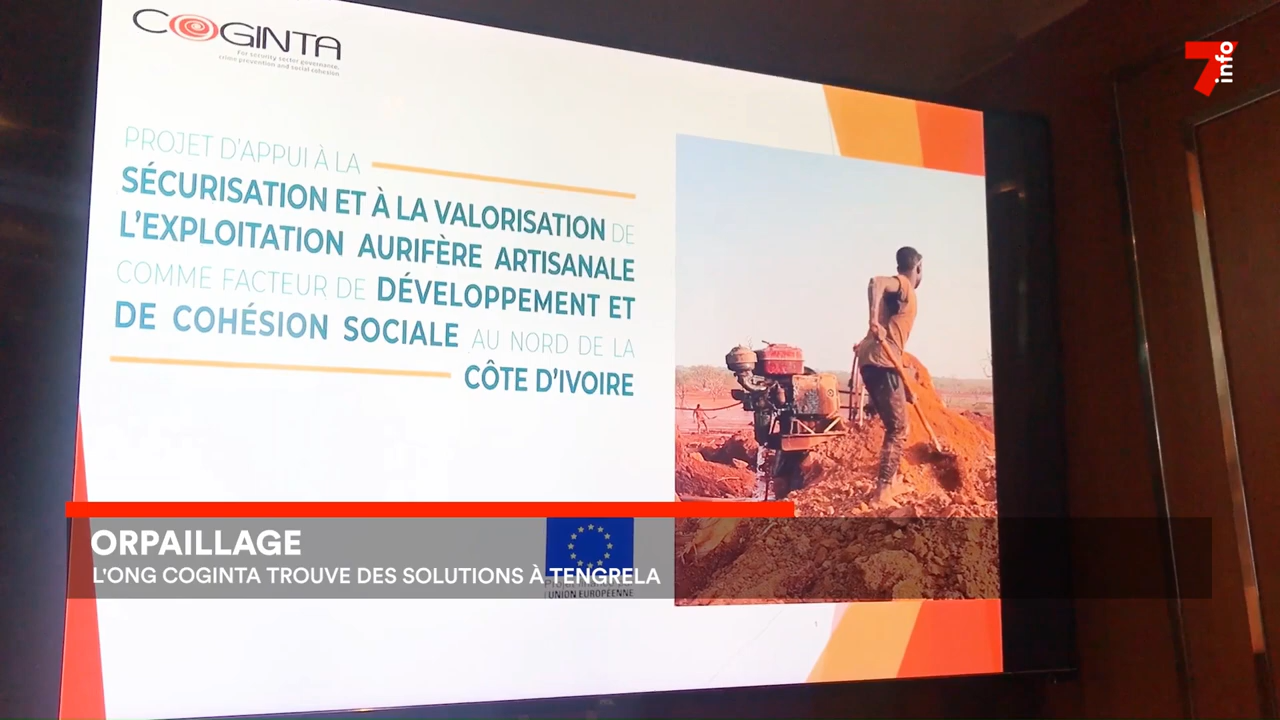 COGINTA
For security sector governance,
crime prevention and social cohesion
7
info
PROJET D'APPUI À LA
SÉCURISATION ET À LA VALORISATION DE
L'EXPLOITATION AURIFÈRE ARTISANALE
COMME FACTEUR DE DÉVELOPPEMENT ET
DE COHÉSION SOCIALE AU NORD DE LA
CÔTE D'IVOIRE
ORPAILLAGE
L'ONG COGINTA TROUVE DES SOLUTIONS À TENGRELA
UNION EUROPÉENNE